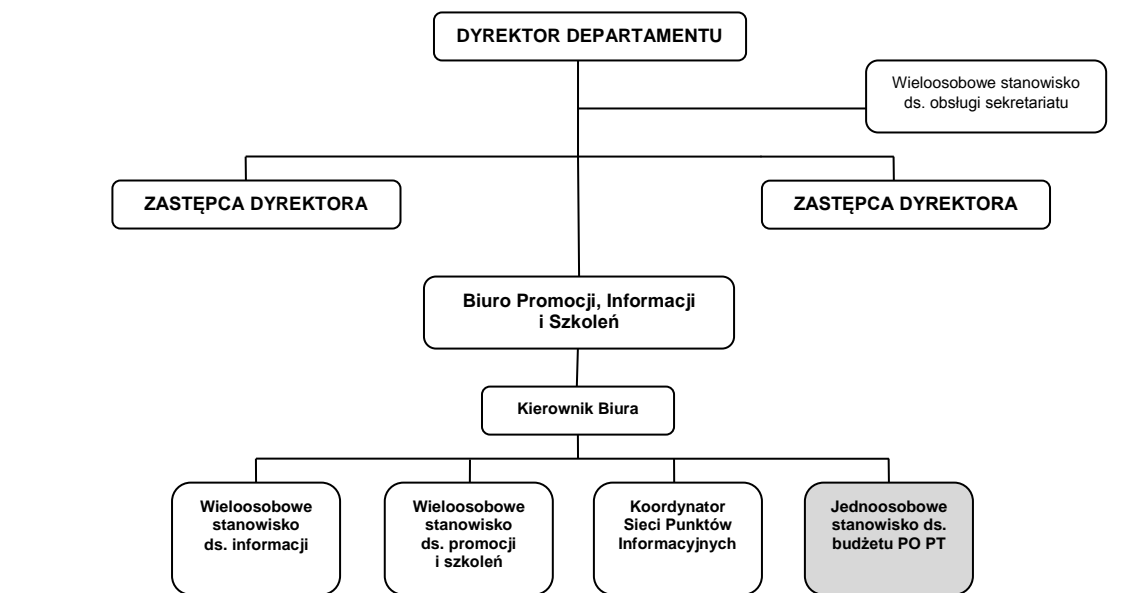 DYREKTOR DEPARTAMENTU
Wieloosobowe stanowisko
ds. obsługi sekretariatu
ZASTĘPCA DYREKTORA
ZASTĘPCA DYREKTORA
Biuro Promocji, Informacji
i Szkoleń
Kierownik Biura
Wieloosobowe
stanowisko
ds. informacji
Wieloosobowe
stanowisko
ds. promocji
i szkoleń
Koordynator
Sieci Punktów
Informacyjnych
Jednoosobowe
stanowisko ds.
budżetu PO PT